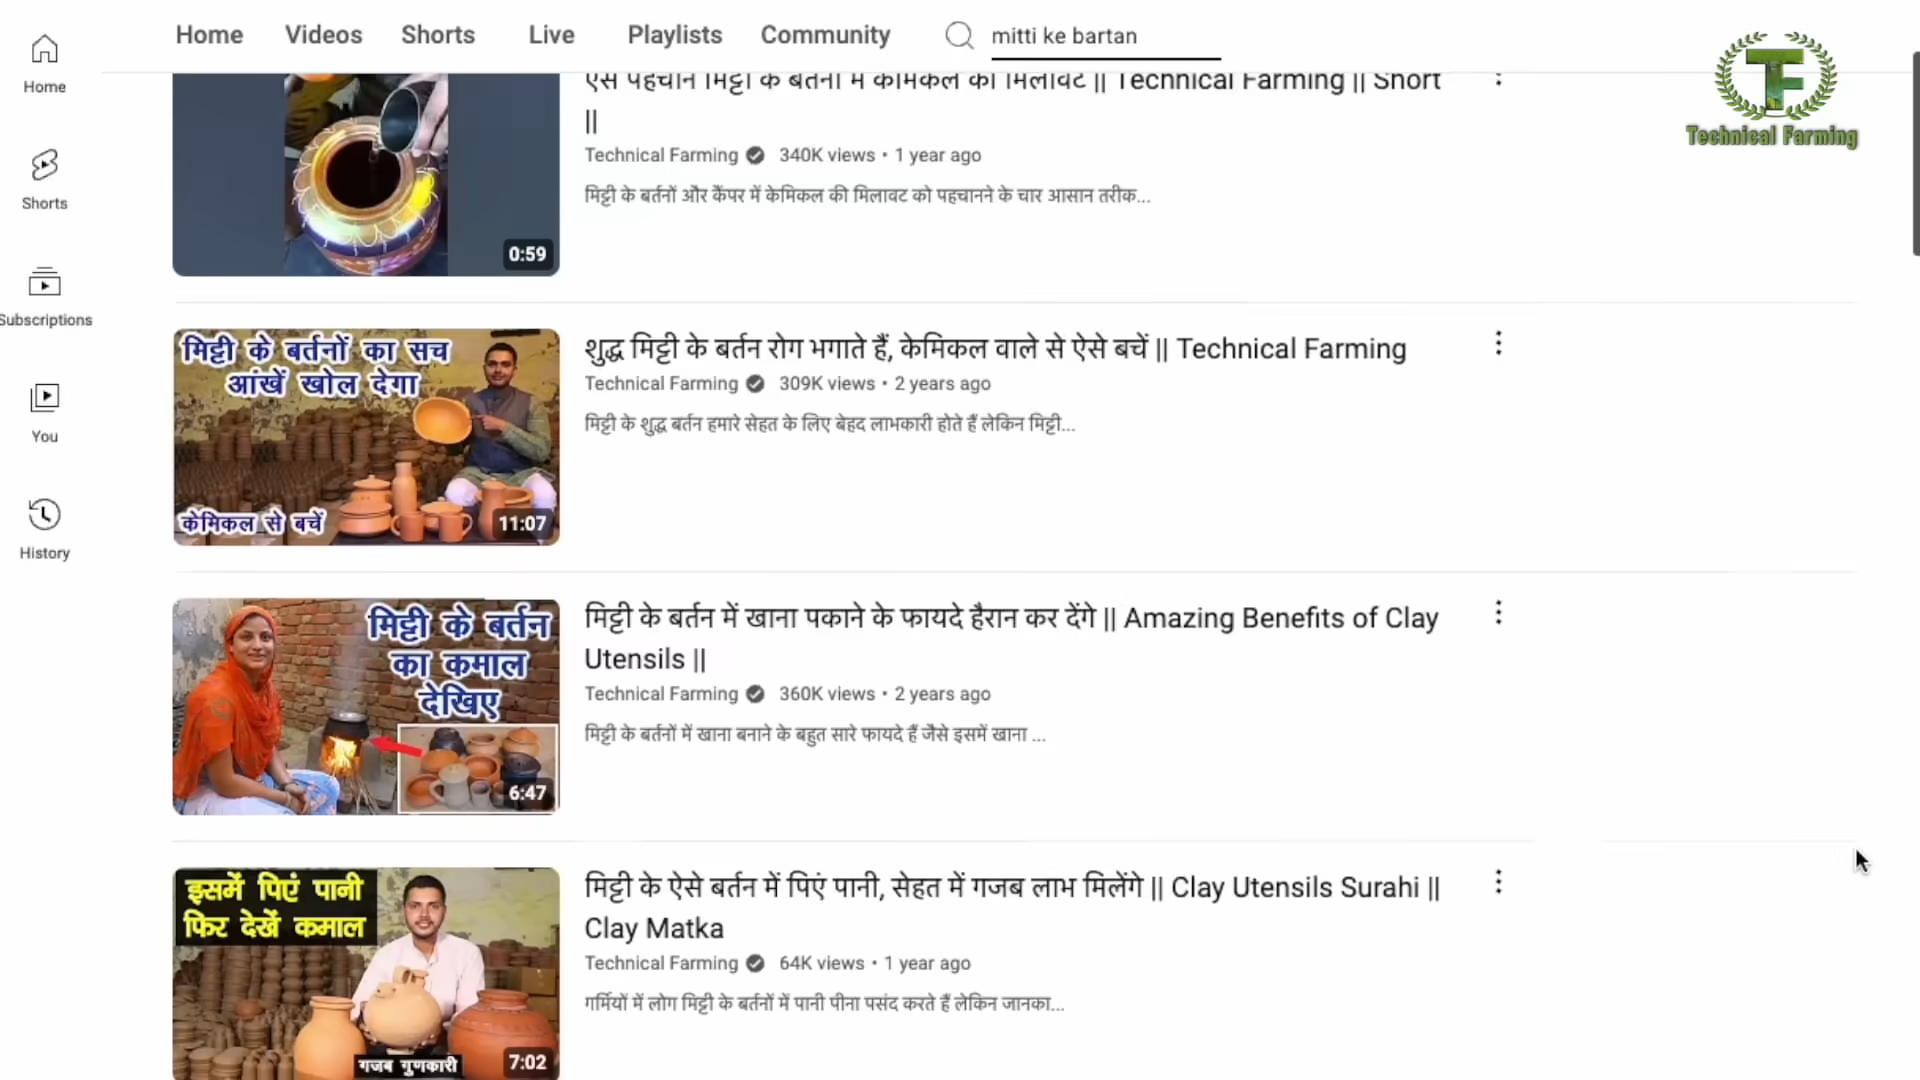 Home Videos Shorts Live Playlists Community mitti ke bartan
Technical Farming
Home
Shorts
Subscriptions
You
History
ऐसे पहचाने मिट्टी के बर्तनों में केमिकल की मिलावट || Technical Farming || Short
||
Technical Farming 340K views • 1 year ago
मिट्टी के बर्तनों और कैंपर में केमिकल की मिलावट को पहचानने के चार आसान तरीक...
0:59
मिट्टी के बर्तनों का सच
आंखें खोल देगा
केमिकल से बचें
11:07
शुद्ध मिट्टी के बर्तन रोग भगाते हैं, केमिकल वाले से ऐसे बचें || Technical Farming
Technical Farming 309K views • 2 years ago
मिट्टी के शुद्ध बर्तन हमारे सेहत के लिए बेहद लाभकारी होते हैं लेकिन मिट्टी...
मिट्टी के बर्तन
का कमाल
देखिए
6:47
मिट्टी के बर्तन में खाना पकाने के फायदे हैरान कर देंगे || Amazing Benefits of Clay
Utensils ||
Technical Farming 360K views • 2 years ago
मिट्टी के बर्तनों में खाना बनाने के बहुत सारे फायदे हैं जैसे इसमें खाना ...
इसमें पिएं पानी
फिर देखें कमाल
गजब गुणकारी
7:02
मिट्टी के ऐसे बर्तन में पिएं पानी, सेहत में गजब लाभ मिलेंगे || Clay Utensils Surahi ||
Clay Matka
Technical Farming 64K views • 1 year ago
गर्मियों में लोग मिट्टी के बर्तनों में पानी पीना पसंद करते हैं लेकिन जानका...